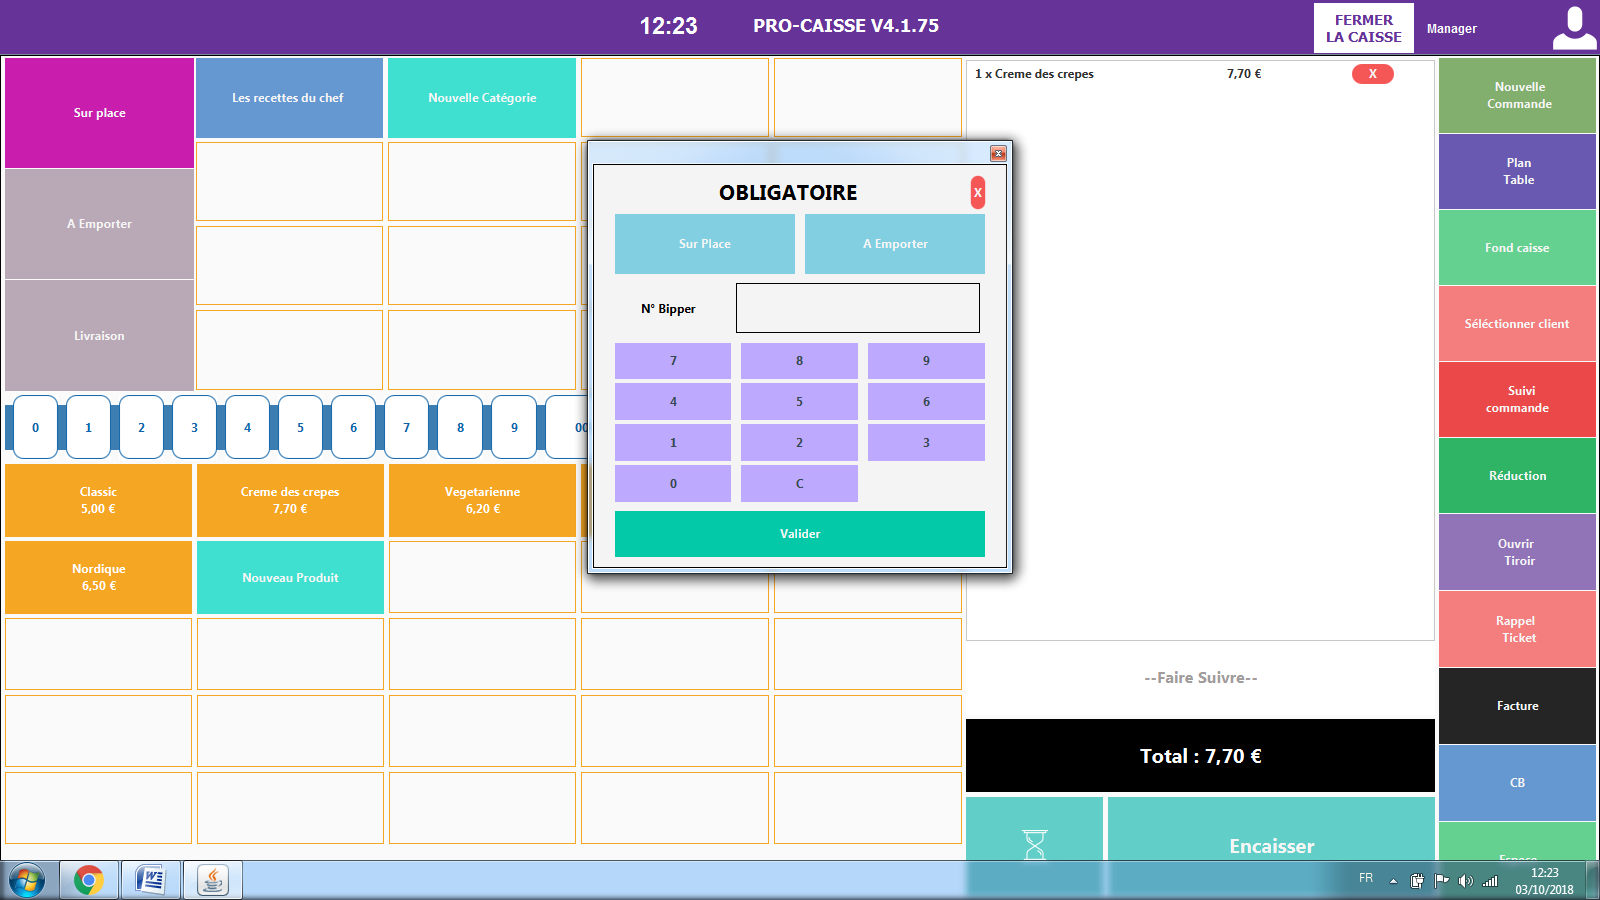 12:23
PRO-CAISSE V4.1.75
FERMER
LA CAISSE
Manager
Sur place
A Emporter
Livraison
Les recettes du chef
Nouvelle Catégorie
0 1 2 3 4 5 6 7 8 9 00
Classic
5,00 €
Creme des crepes
7,70 €
Vegetarienne
6,20 €
Nordique
6,50 €
Nouveau Produit
X
OBLIGATOIRE
X
Sur Place
A Emporter
N° Bipper
7 8 9
4 5 6
1 2 3
0 C
Valider
1 x Creme des crepes 7,70 € X
--Faire Suivre--
Total : 7,70 €
Encaisser
Nouvelle
Commande
Plan
Table
Fond caisse
Séléctionner client
Suivi
commande
Réduction
Ouvrir
Tiroir
Rappel
Ticket
Facture
CB
FR
12:23
03/10/2018